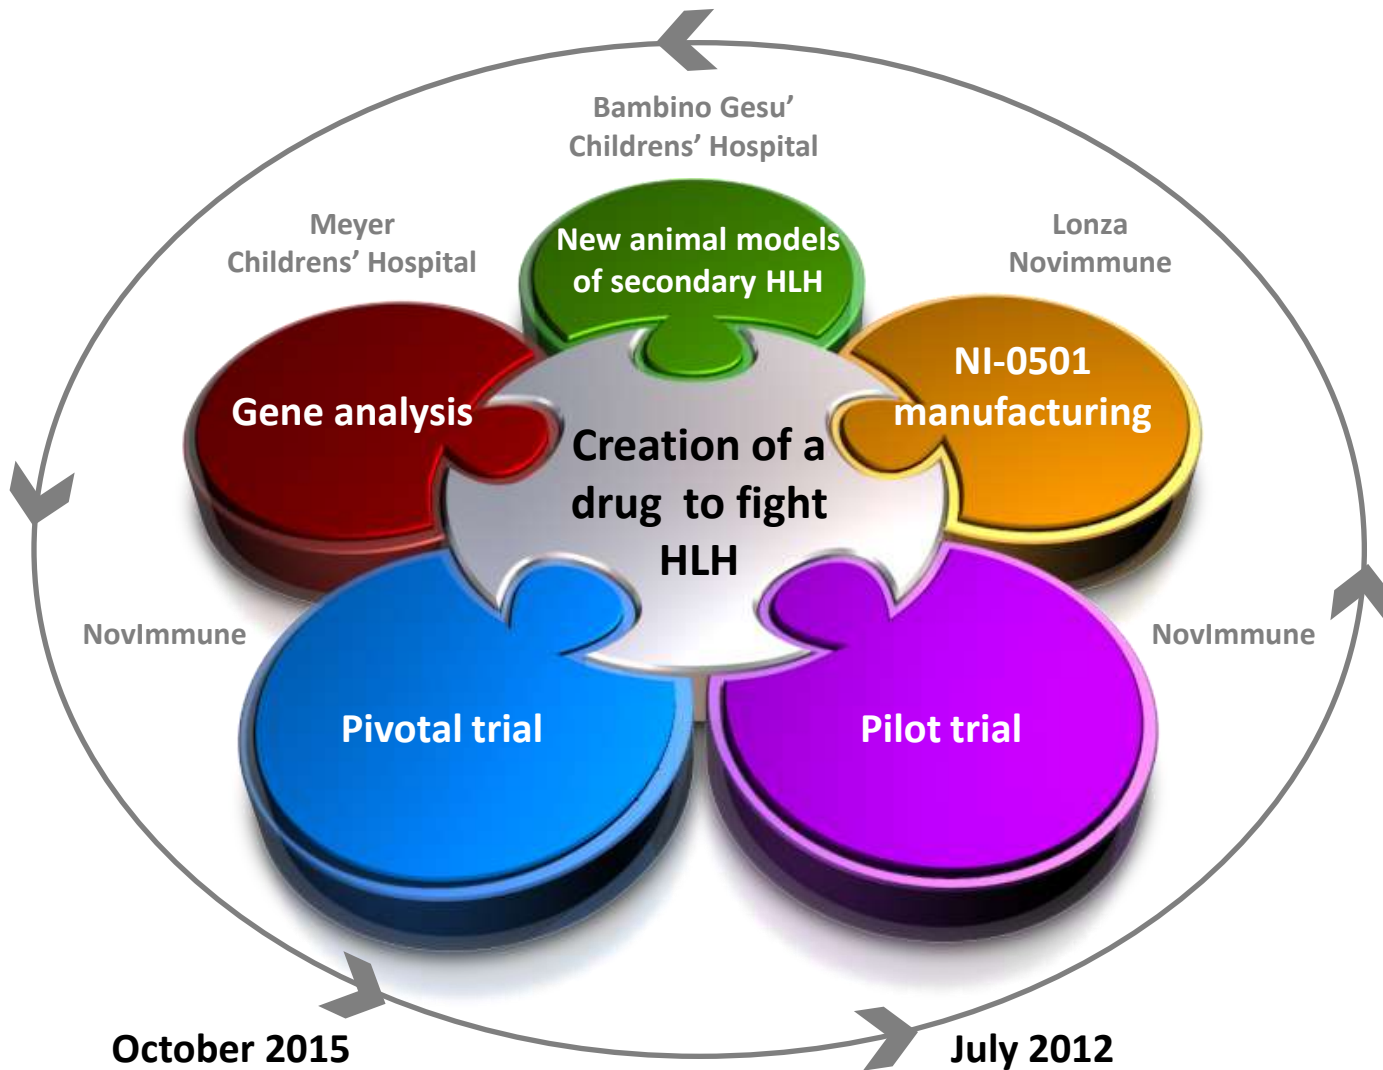 Bambino Gesu’
Childrens’ Hospital
Meyer
Childrens’ Hospital
Lonza
Novimmune
New animal models
of secondary HLH
NI-0501
manufacturing
Gene analysis
Creation of a
drug to fight
HLH
NovImmune
NovImmune
Pivotal trial
Pilot trial
October 2015
July 2012